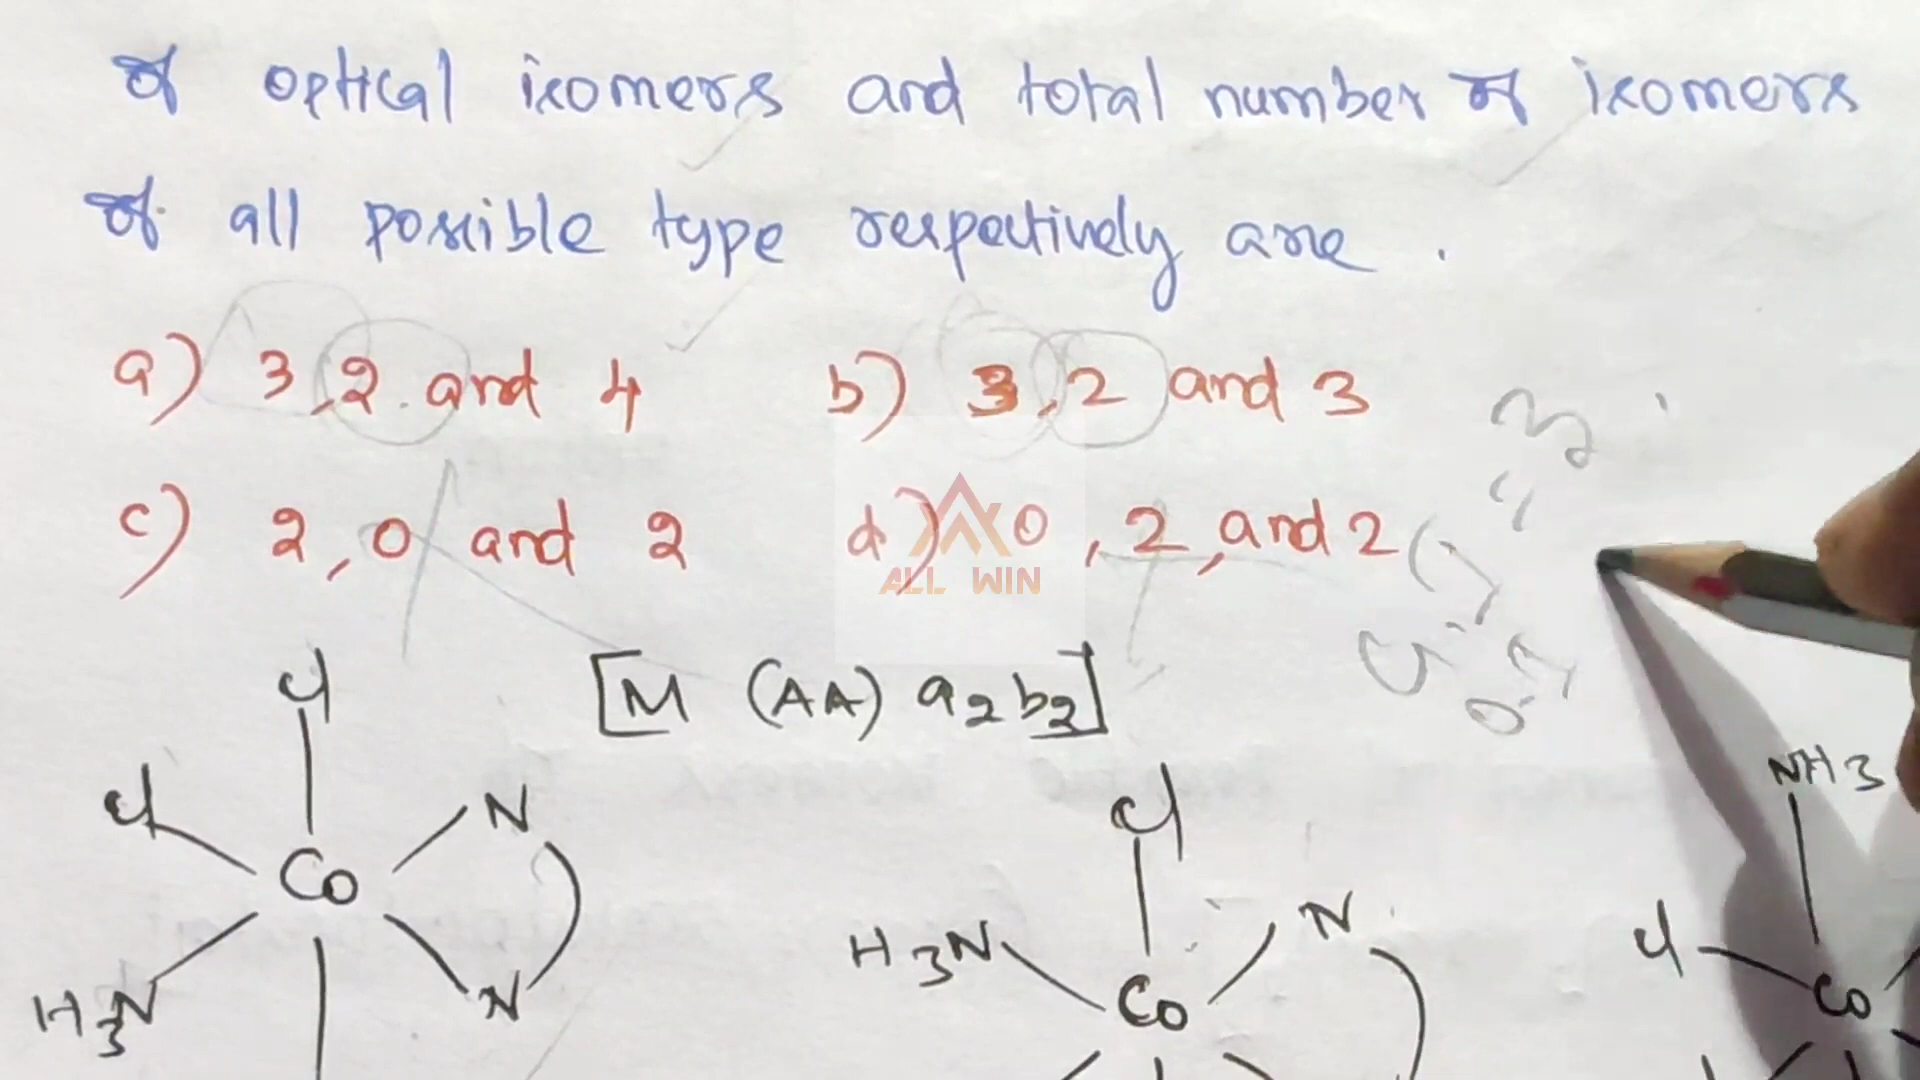 of optical isomers and total number of isomers
of all possible type respectively are .
a) 3,2 and 4 b) 3,2 and 3
c) 2,0 and 2 d) 0,2, and 2
ALL WIN
[M (AA) a2b2]
Cl
Cl
N
Co
H3N
N
Cl
H3N
N
Co
NH3
Cl
Co